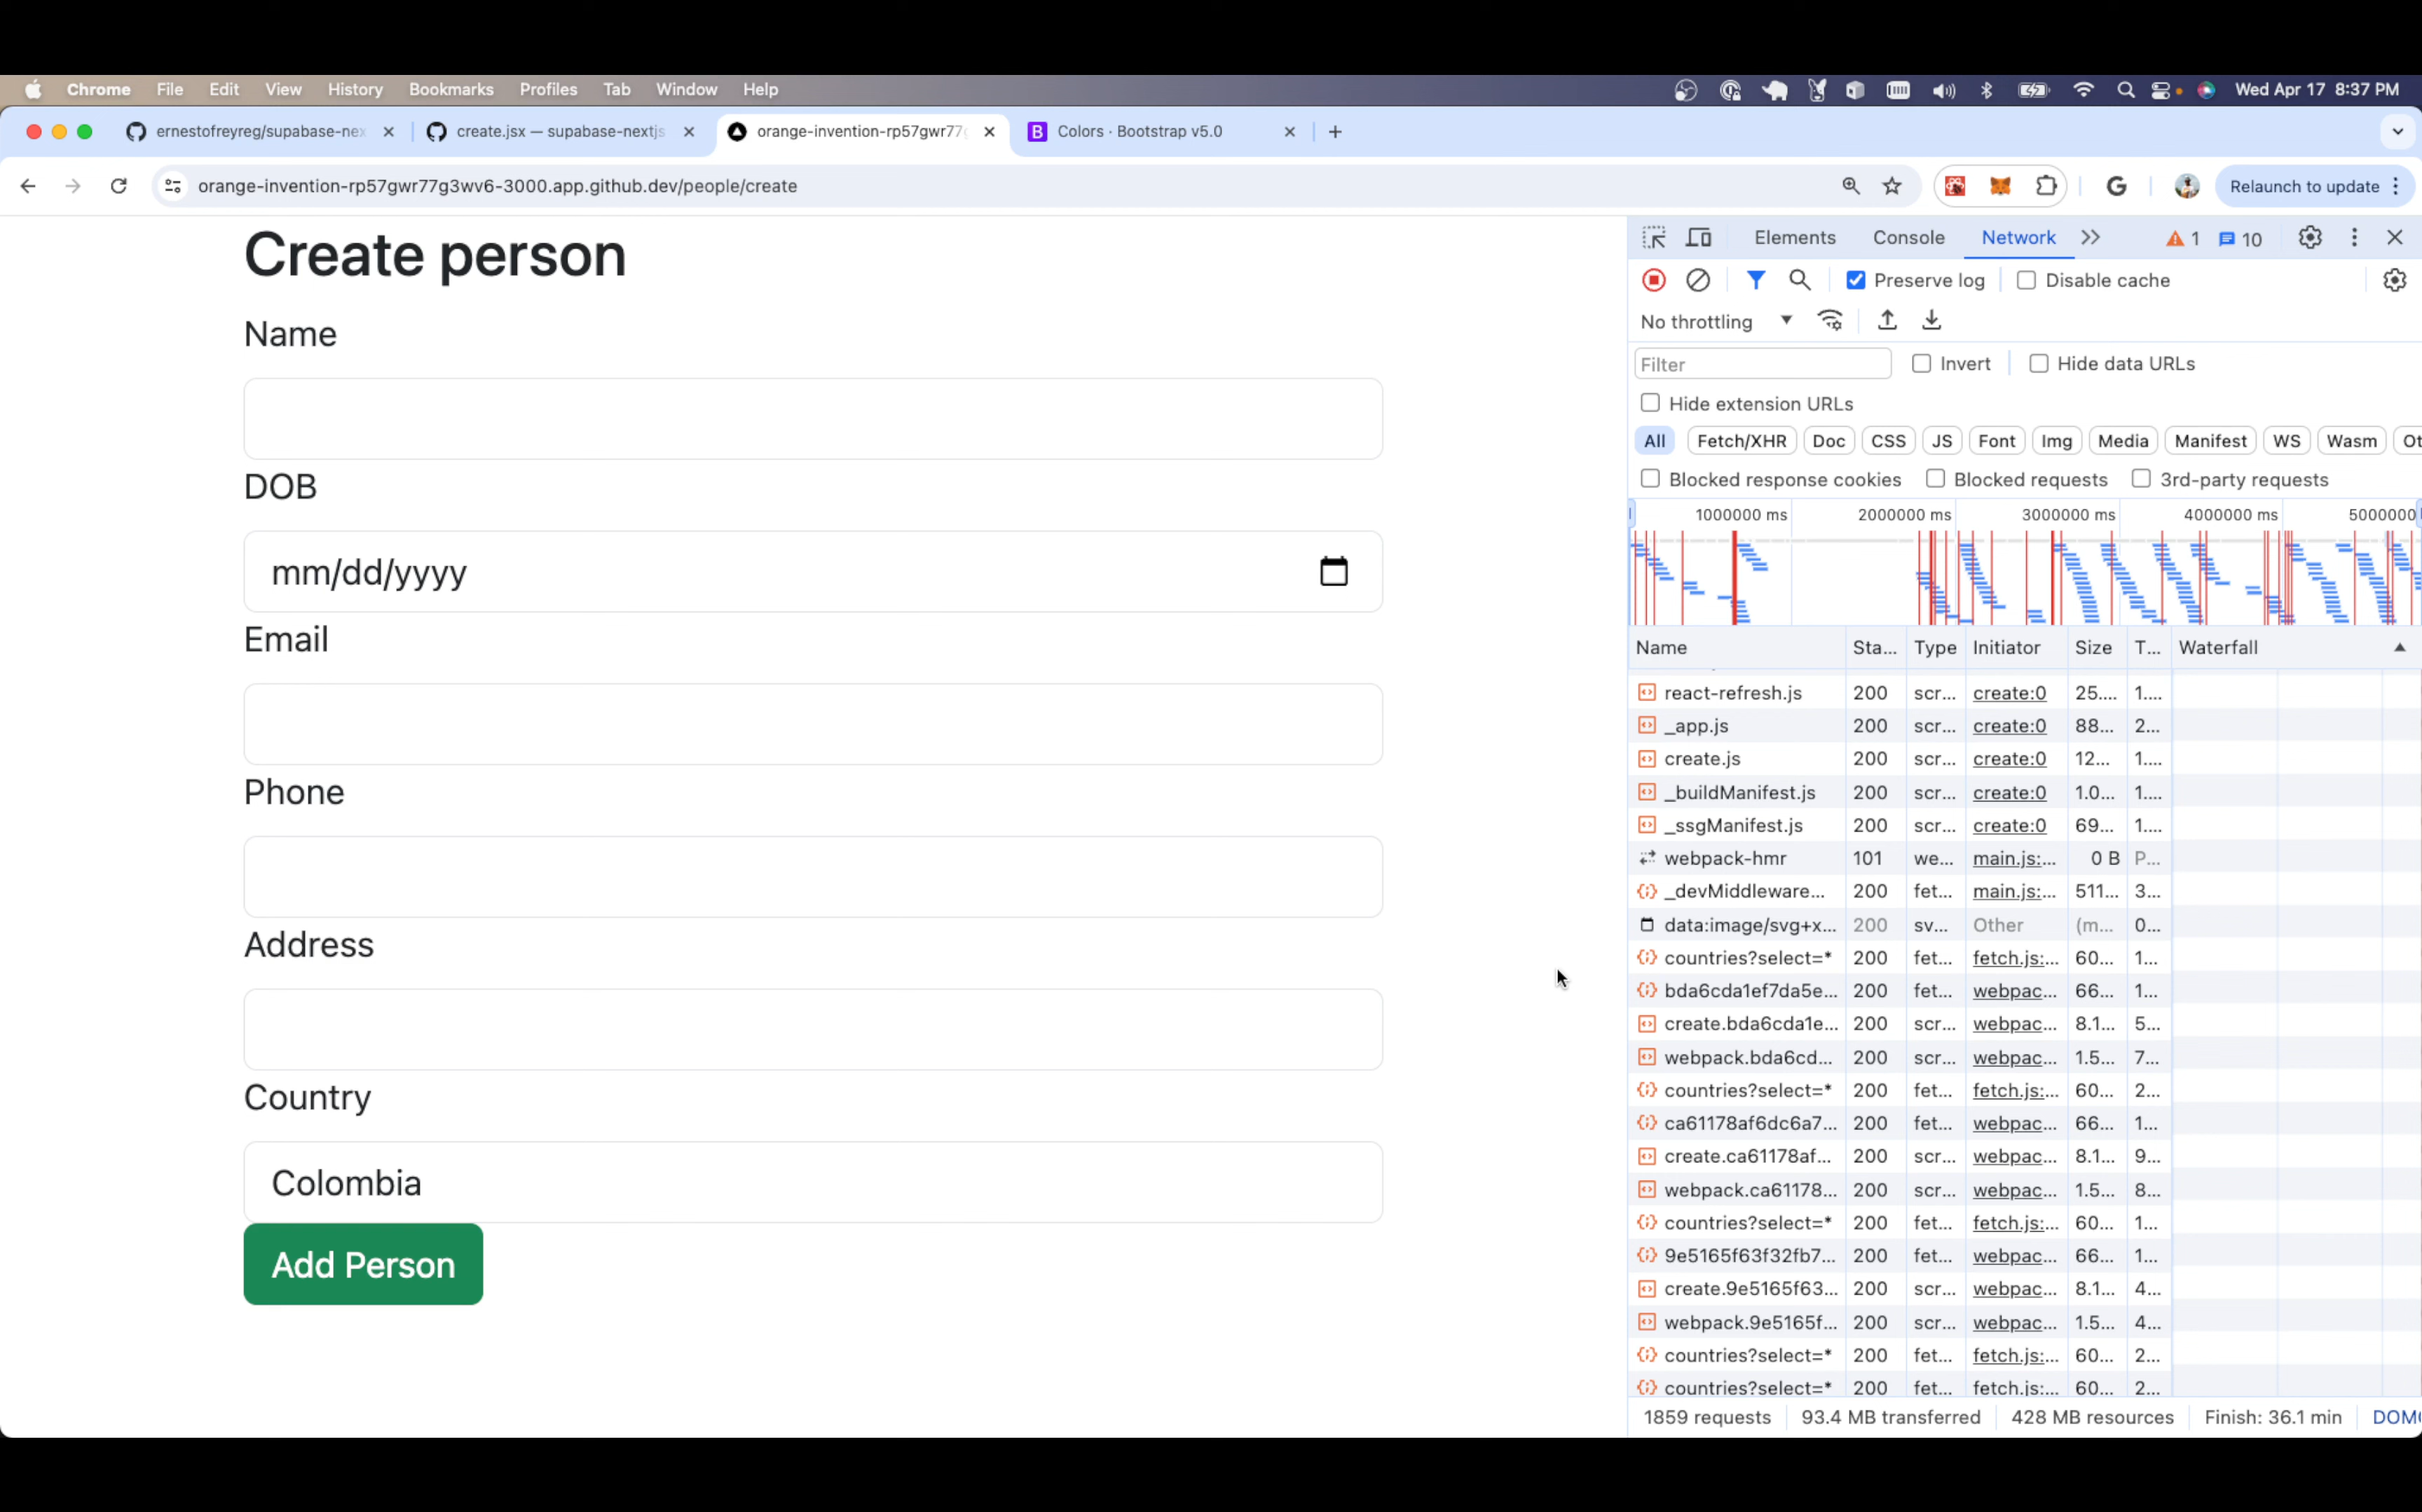 Chrome File Edit View History Bookmarks Profiles Tab Window Help Wed Apr 17 8:37 PM
ernestofreyreg/supabase-nex create.jsx — supabase-nextjs orange-invention-rp57gwr77g Colors · Bootstrap v5.0
orange-invention-rp57gwr77g3wv6-3000.app.github.dev/people/create Relaunch to update
Create person
Name
DOB
mm/dd/yyyy
Email
Phone
Address
Country
Colombia
Add Person
Elements Console Network 1 10
Preserve log Disable cache
No throttling
Filter Invert Hide data URLs
Hide extension URLs
All Fetch/XHR Doc CSS JS Font Img Media Manifest WS Wasm Ot
Blocked response cookies Blocked requests 3rd-party requests
1000000 ms 2000000 ms 3000000 ms 4000000 ms 5000000
Name Sta... Type Initiator Size T... Waterfall
react-refresh.js 200 scr... create:0 25.... 1....
_app.js 200 scr... create:0 88... 2...
create.js 200 scr... create:0 12... 1....
_buildManifest.js 200 scr... create:0 1.0... 1....
_ssgManifest.js 200 scr... create:0 69... 1....
webpack-hmr 101 we... main.js:... 0 B P...
_devMiddleware... 200 fet... main.js:... 511... 3...
data:image/svg+x... 200 sv... Other (m... 0...
countries?select=* 200 fet... fetch.js:... 60... 1...
bda6cda1ef7da5e... 200 fet... webpac... 66... 1...
create.bda6cda1e... 200 scr... webpac... 8.1... 5...
webpack.bda6cd... 200 scr... webpac... 1.5... 7...
countries?select=* 200 fet... fetch.js:... 60... 2...
ca61178af6dc6a7... 200 fet... webpac... 66... 1...
create.ca61178af... 200 scr... webpac... 8.1... 9...
webpack.ca61178... 200 scr... webpac... 1.5... 8...
countries?select=* 200 fet... fetch.js:... 60... 1...
9e5165f63f32fb7... 200 fet... webpac... 66... 1...
create.9e5165f63... 200 scr... webpac... 8.1... 4...
webpack.9e5165f... 200 scr... webpac... 1.5... 4...
countries?select=* 200 fet... fetch.js:... 60... 2...
countries?select=* 200 fet... fetch.js:... 60... 2...
1859 requests 93.4 MB transferred 428 MB resources Finish: 36.1 min DOMC